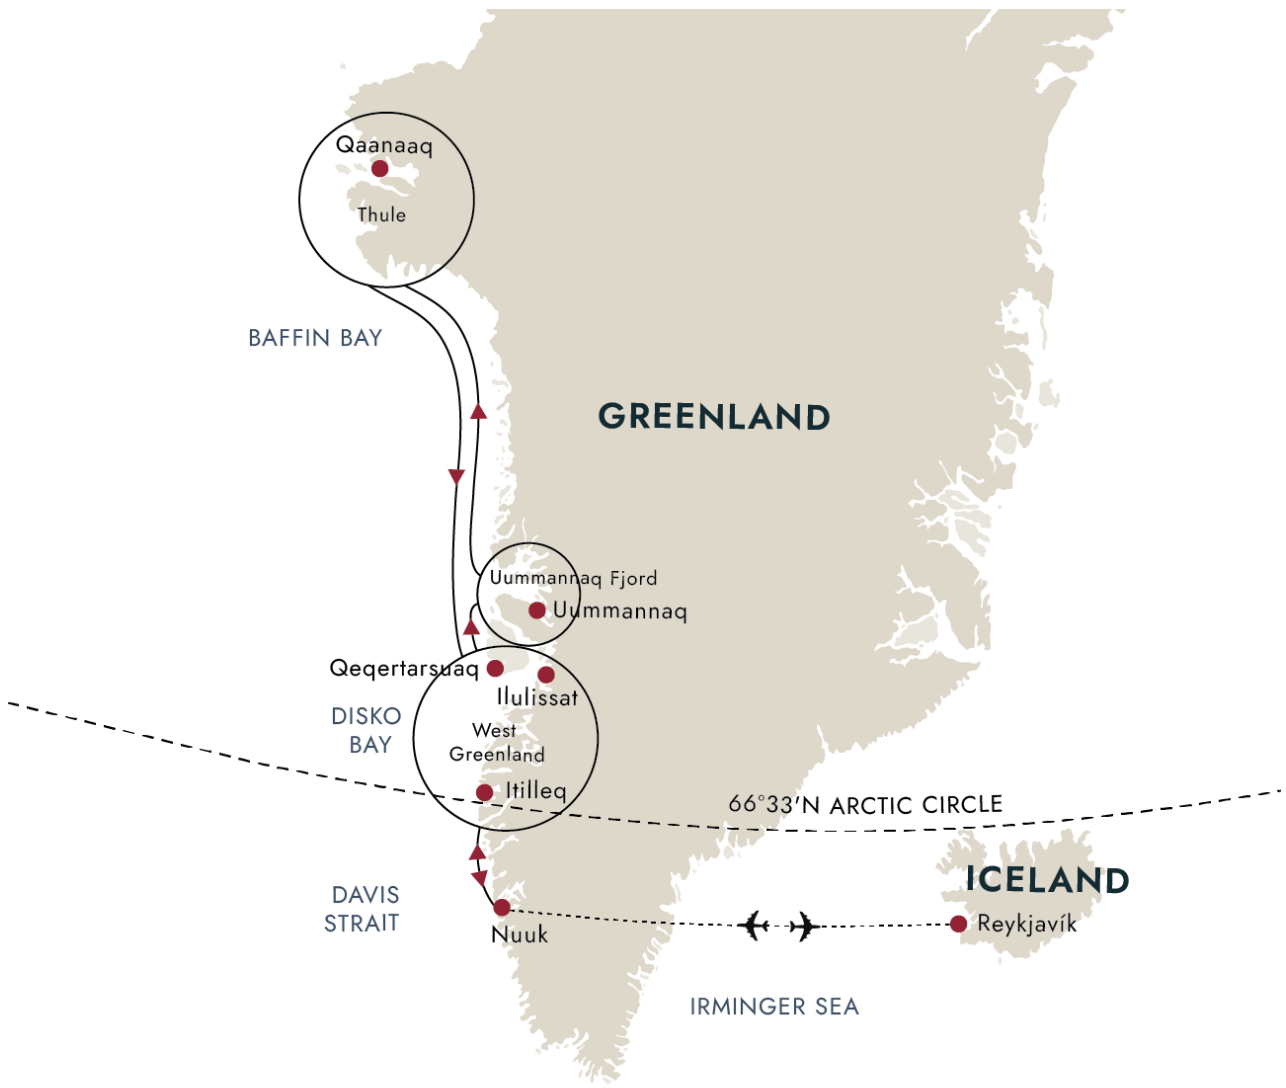 Qaanaaq
Thule
BAFFIN BAY
GREENLAND
Uummannaq Fjord
Uummannaq
Qeqertarsuaq
Ilulissat
DISKO
BAY
West
Greenland
Itilleq
66°33'N ARCTIC CIRCLE
ICELAND
DAVIS
STRAIT
Nuuk
Reykjavík
IRMINGER SEA